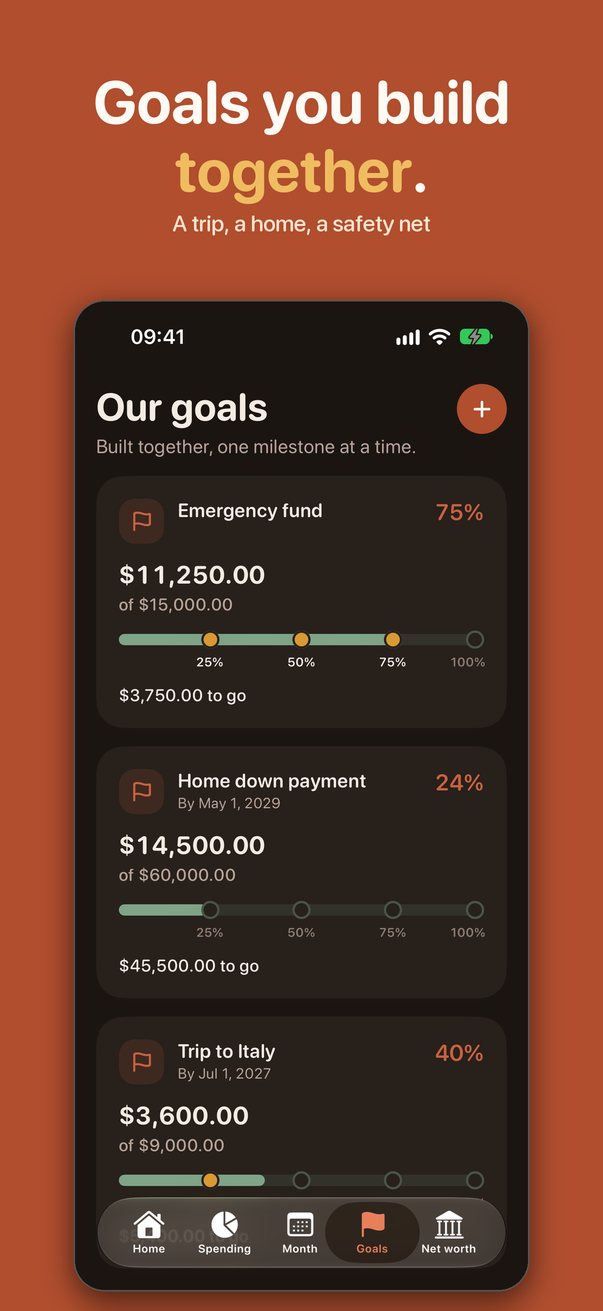 Goals you build
together.
A trip, a home, a safety net
09:41
Our goals
+
Built together, one milestone at a time.
Emergency fund
75%
$11,250.00
of $15,000.00
25% 50% 75% 100%
$3,750.00 to go
Home down payment
24%
By May 1, 2029
$14,500.00
of $60,000.00
25% 50% 75% 100%
$45,500.00 to go
Trip to Italy
40%
By Jul 1, 2027
$3,600.00
of $9,000.00
Home Spending Month Goals Net worth